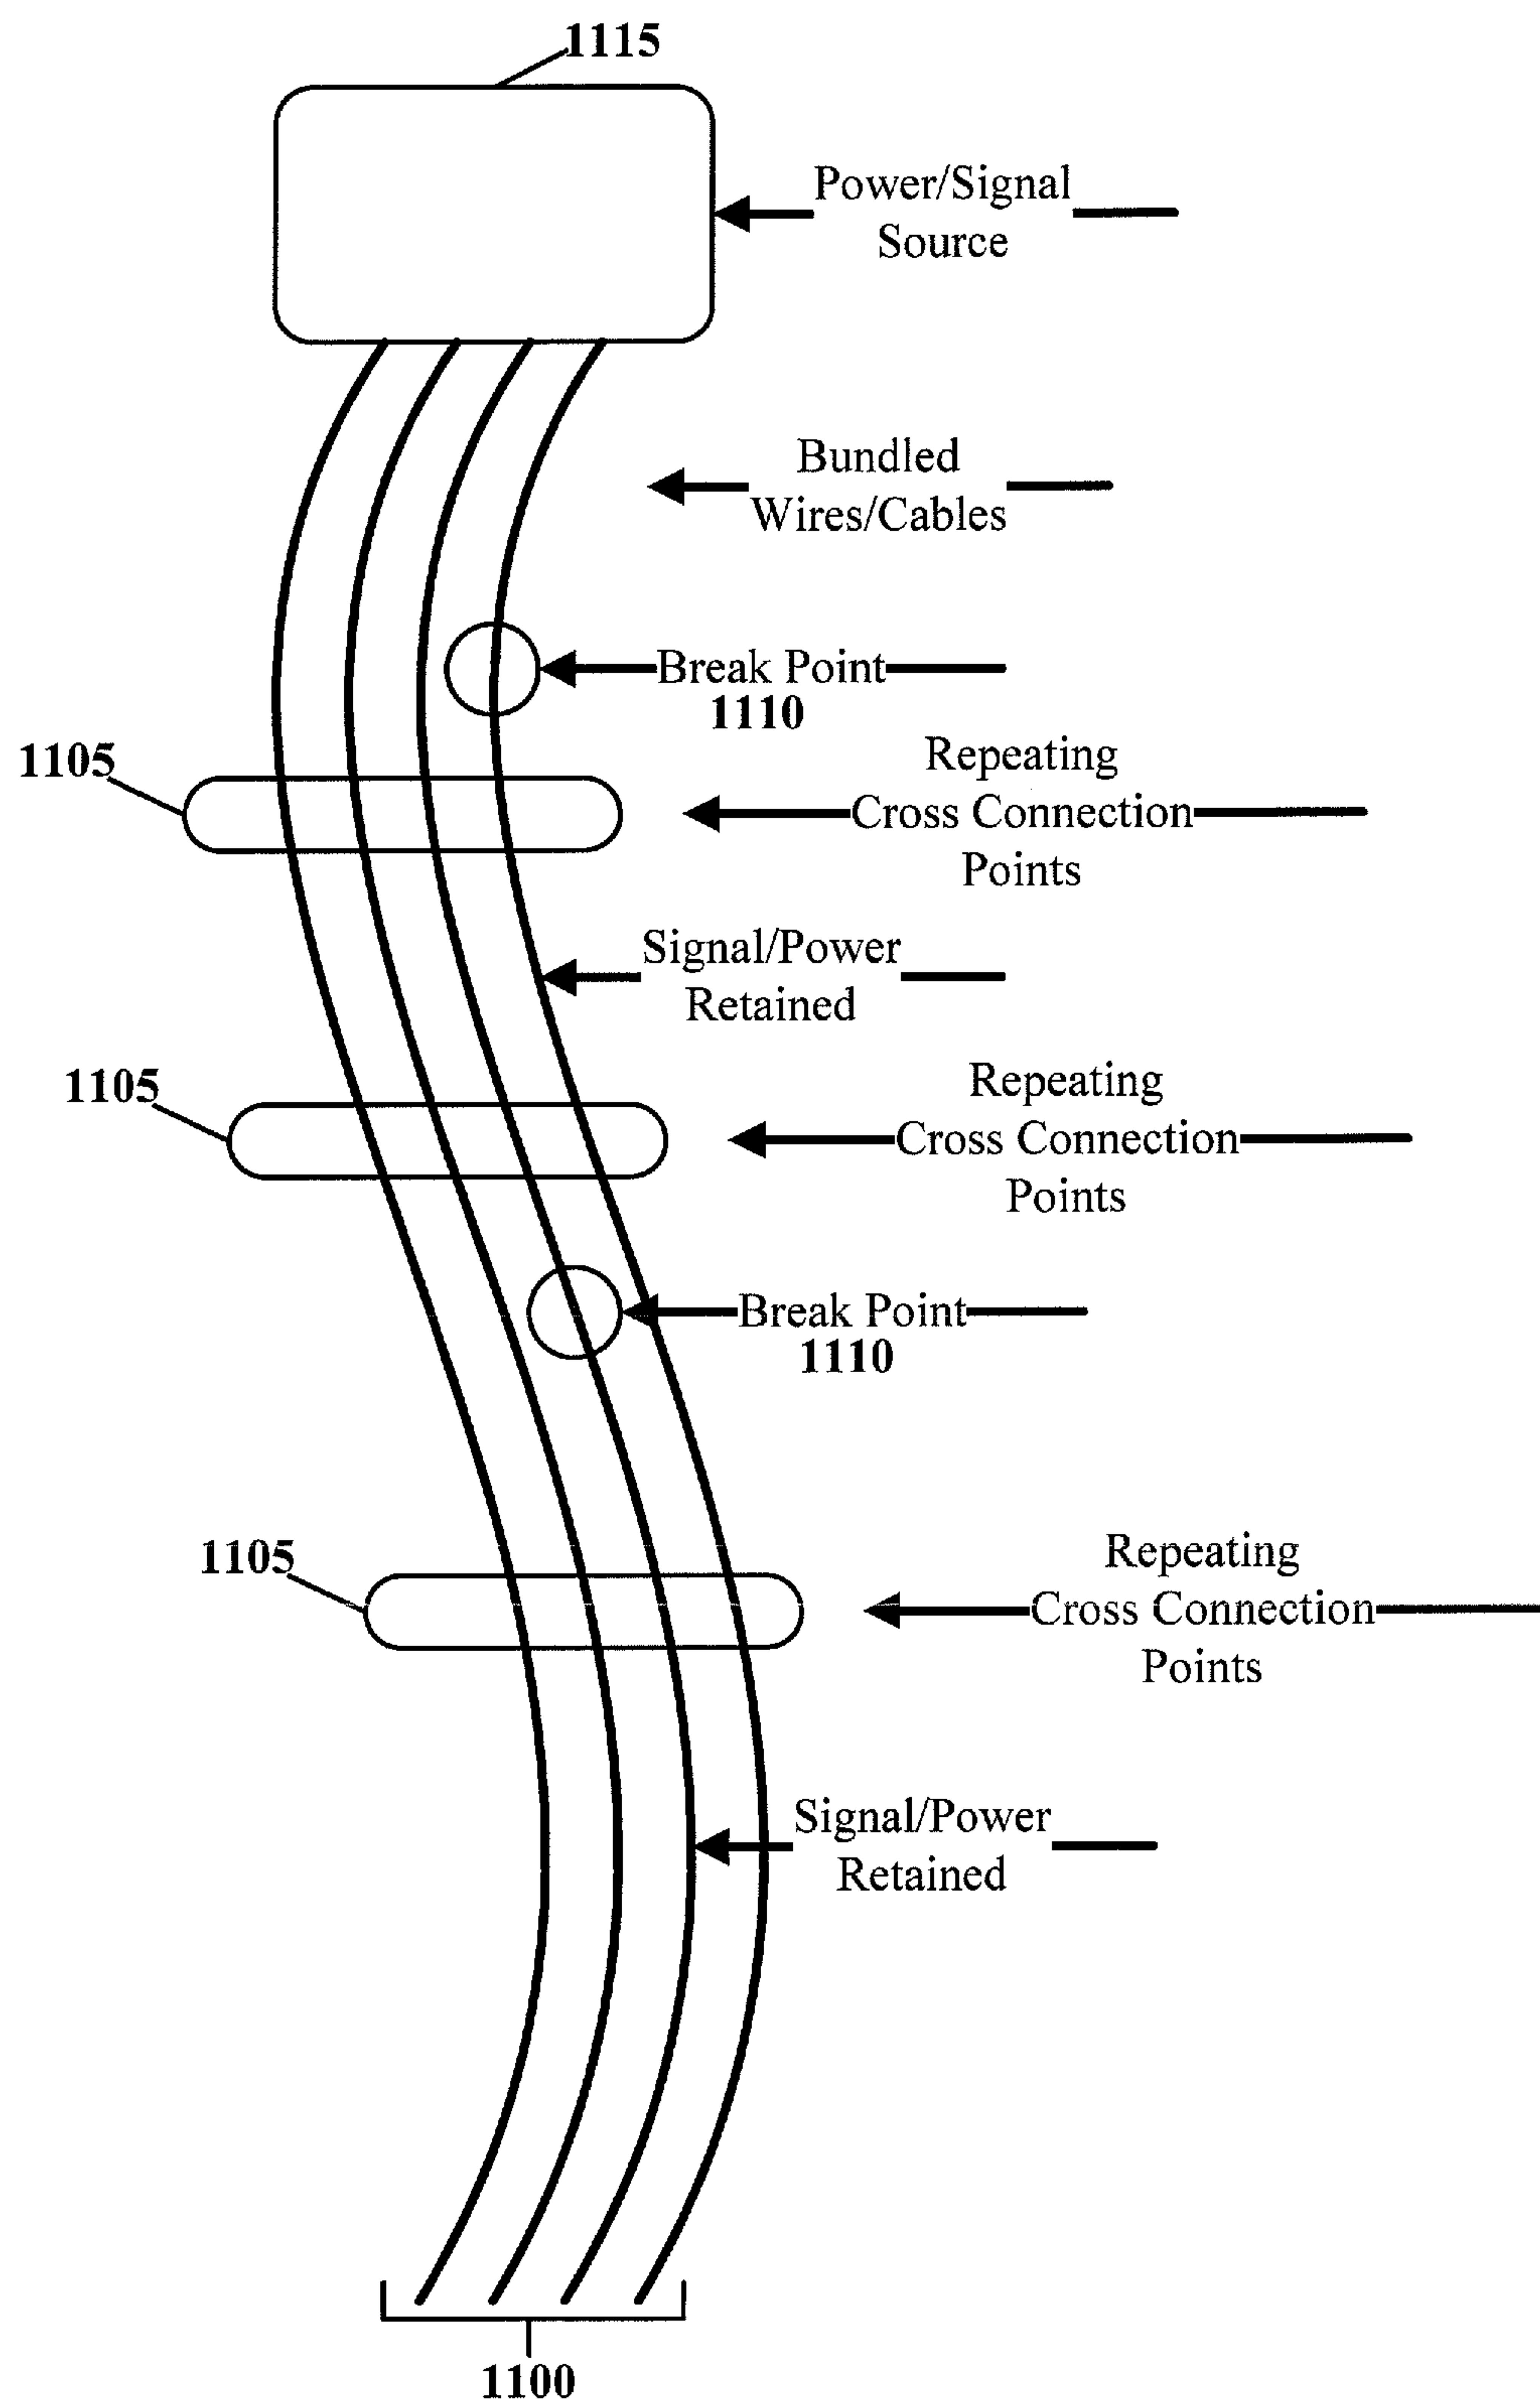 1115
Power/Signal
Source
Bundled
Wires/Cables
Break Point
1110
1105
Repeating
Cross Connection
Points
Signal/Power
Retained
1105
Repeating
Cross Connection
Points
Break Point
1110
1105
Repeating
Cross Connection
Points
Signal/Power
Retained
1100